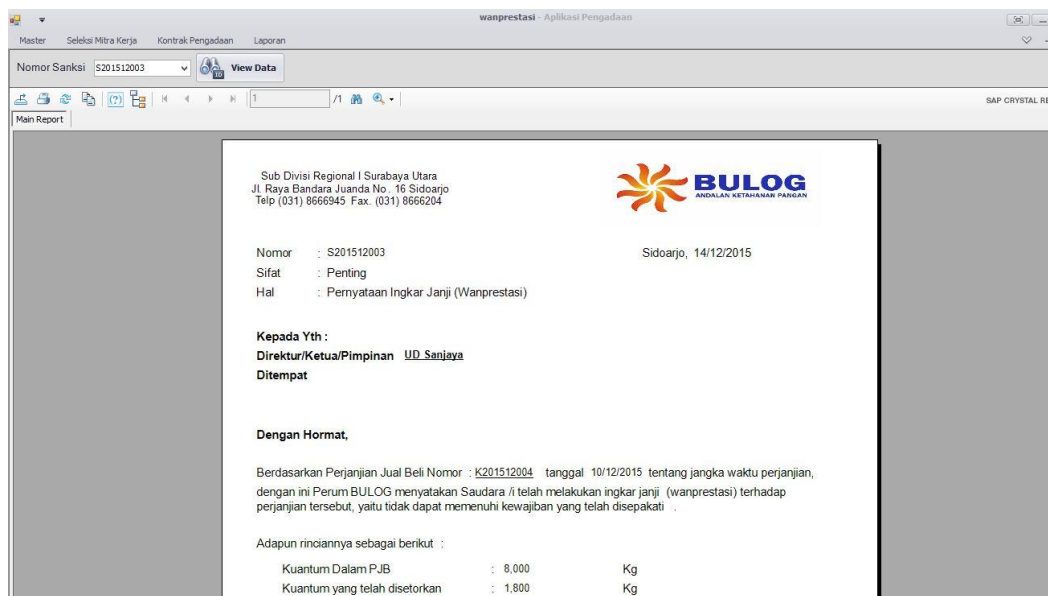 wanprestasi - Aplikasi Pengadaan
Master Seleksi Mitra Kerja Kontrak Pengadaan Laporan
Nomor Sanksi S201512003 View Data
1 /1 SAP CRYSTAL RE
Main Report
Sub Divisi Regional I Surabaya Utara
Jl. Raya Bandara Juanda No. 16 Sidoarjo
Telp (031) 8666945 Fax. (031) 8666204
BULOG
ANDALAN KETAHANAN PANGAN
Nomor : S201512003 Sidoarjo, 14/12/2015
Sifat : Penting
Hal : Pernyataan Ingkar Janji (Wanprestasi)
Kepada Yth :
Direktur/Ketua/Pimpinan UD Sanjaya
Ditempat
Dengan Hormat,
Berdasarkan Perjanjian Jual Beli Nomor : K201512004 tanggal 10/12/2015 tentang jangka waktu perjanjian,
dengan ini Perum BULOG menyatakan Saudara /i telah melakukan ingkar janji (wanprestasi) terhadap
perjanjian tersebut, yaitu tidak dapat memenuhi kewajiban yang telah disepakati .
Adapun rinciannya sebagai berikut :
Kuantum Dalam PJB : 8,000 Kg
Kuantum yang telah disetorkan : 1,800 Kg